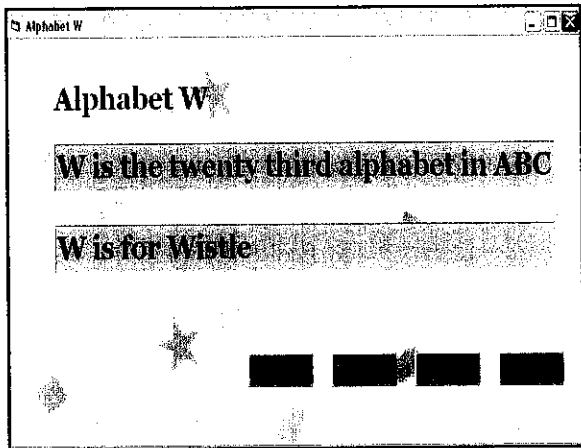 Alphabet W
Alphabet W
W is the twenty third alphabet in ABC
W is for Wistle